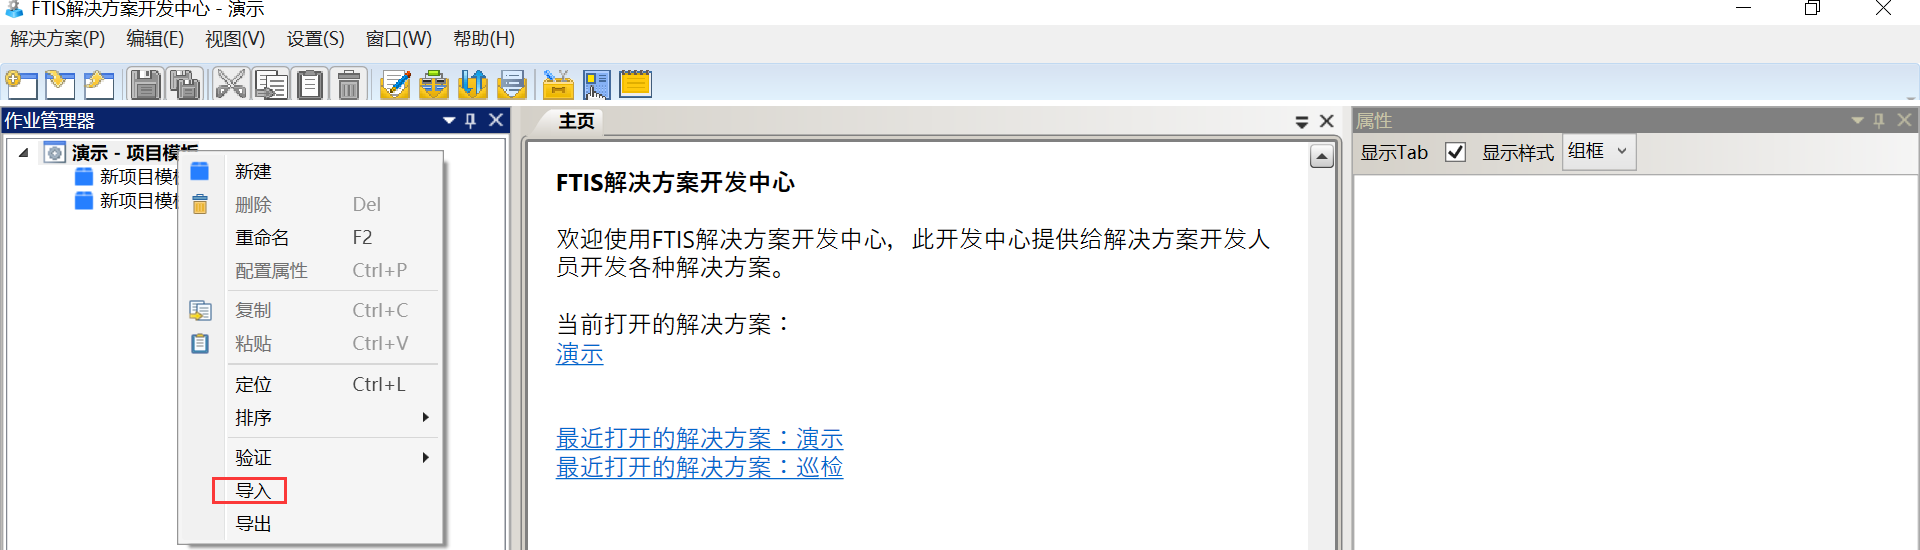 FTIS解决方案开发中心 - 演示
解决方案(P) 编辑(E) 视图(V) 设置(S) 窗口(W) 帮助(H)
作业管理器
演示 - 项目模板
新项目模
新项目模
新建
删除 Del
重命名 F2
配置属性 Ctrl+P
复制 Ctrl+C
粘贴 Ctrl+V
定位 Ctrl+L
排序
验证
导入
导出
主页
FTIS解决方案开发中心
欢迎使用FTIS解决方案开发中心，此开发中心提供给解决方案开发人
员开发各种解决方案。
当前打开的解决方案：
演示
最近打开的解决方案：演示
最近打开的解决方案：巡检
属性
显示Tab 显示样式 组框